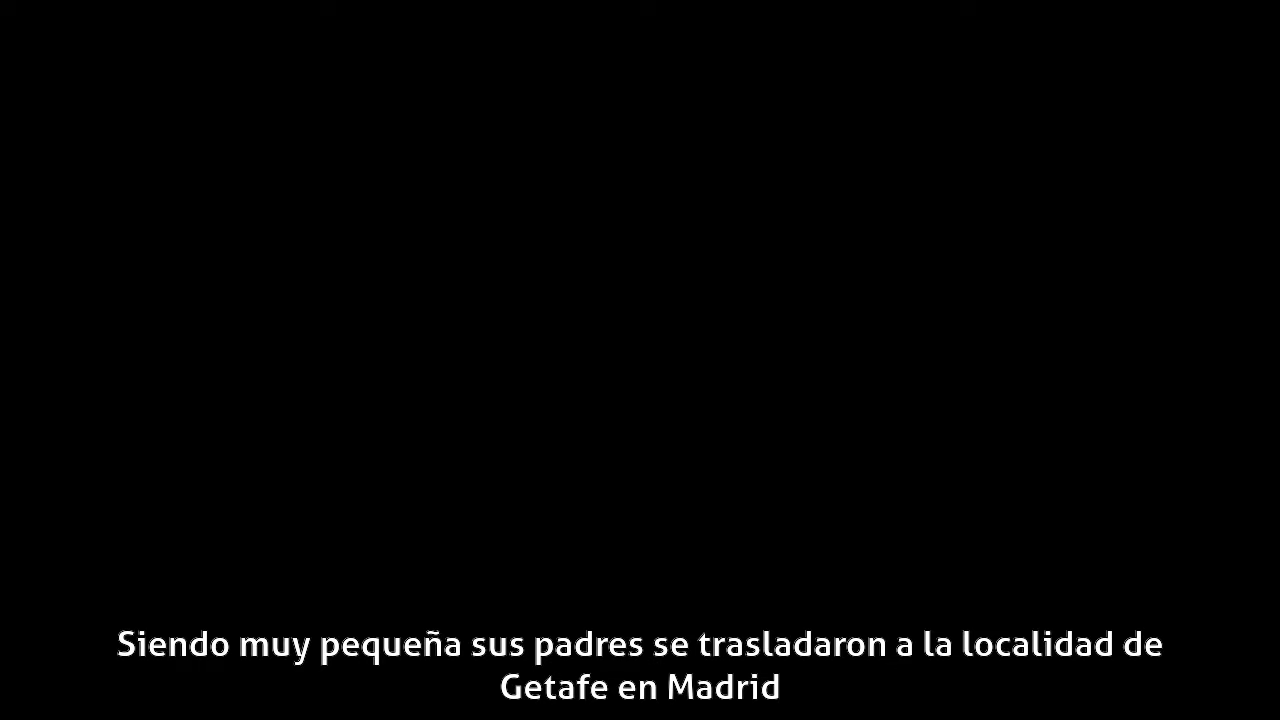 Siendo muy pequeña sus padres se trasladaron a la localidad de
Getafe en Madrid